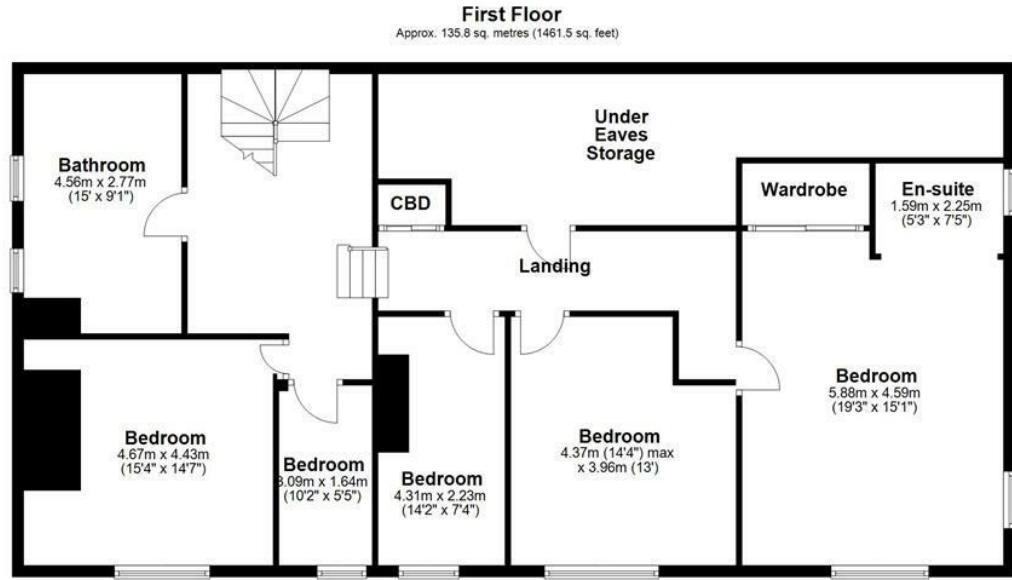 First Floor
Approx. 135.8 sq. metres (1461.5 sq. feet)
Under
Eaves
Storage
Bathroom
4.56m x 2.77m
(15' x 9'1")
CBD
Wardrobe
En-suite
1.59m x 2.25m
(5'3" x 7'5")
Landing
Bedroom
5.88m x 4.59m
(19'3" x 15'1")
Bedroom
4.67m x 4.43m
(15'4" x 14'7")
Bedroom
3.09m x 1.64m
(10'2" x 5'5")
Bedroom
4.31m x 2.23m
(14'2" x 7'4")
Bedroom
4.37m (14'4") max
x 3.96m (13')